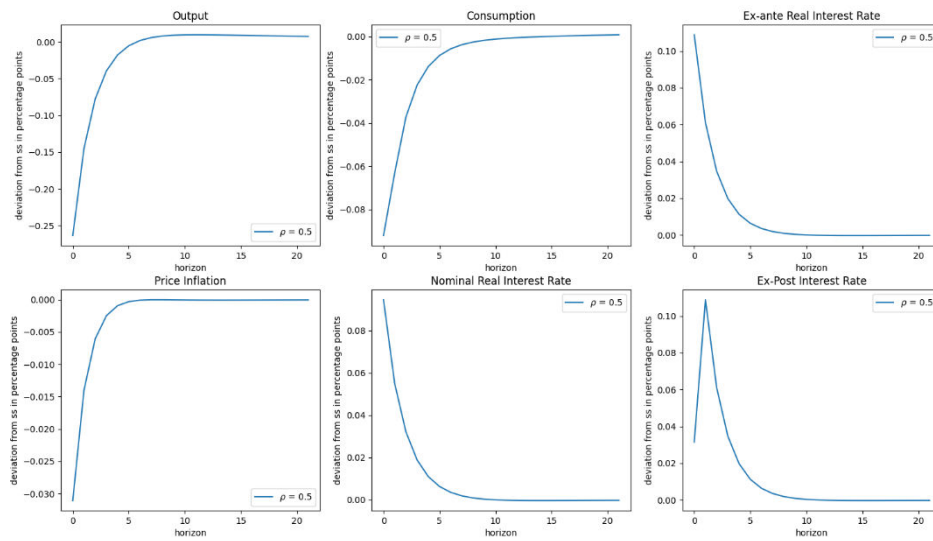 Output
deviation from ss in percentage points
0.00
−0.05
−0.10
−0.15
−0.20
−0.25
ρ = 0.5
0 5 10 15 20
horizon
Consumption
deviation from ss in percentage points
0.00
−0.02
−0.04
−0.06
−0.08
ρ = 0.5
0 5 10 15 20
horizon
Ex-ante Real Interest Rate
deviation from ss in percentage points
0.10
0.08
0.06
0.04
0.02
0.00
ρ = 0.5
0 5 10 15 20
horizon
Price Inflation
deviation from ss in percentage points
0.000
−0.005
−0.010
−0.015
−0.020
−0.025
−0.030
ρ = 0.5
0 5 10 15 20
horizon
Nominal Real Interest Rate
deviation from ss in percentage points
0.08
0.06
0.04
0.02
0.00
ρ = 0.5
0 5 10 15 20
horizon
Ex-Post Interest Rate
deviation from ss in percentage points
0.10
0.08
0.06
0.04
0.02
0.00
ρ = 0.5
0 5 10 15 20
horizon